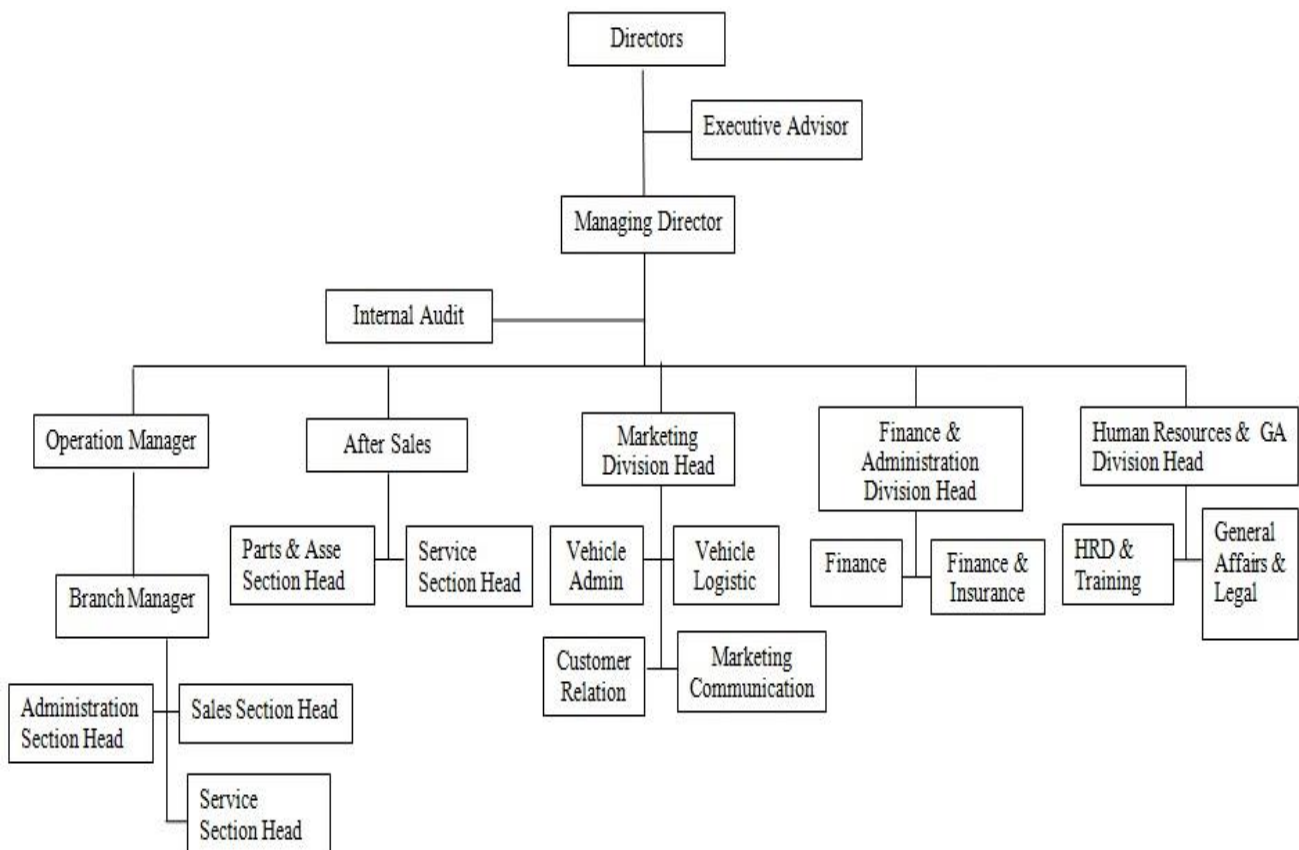 Directors
Executive Advisor
Managing Director
Internal Audit
Operation Manager
After Sales
Marketing
Division Head
Finance &
Administration
Division Head
Human Resources & GA
Division Head
Parts & Asse
Section Head
Service
Section Head
Vehicle
Admin
Vehicle
Logistic
Finance
Finance &
Insurance
HRD &
Training
General
Affairs &
Legal
Branch Manager
Customer
Relation
Marketing
Communication
Administration
Section Head
Sales Section Head
Service
Section Head